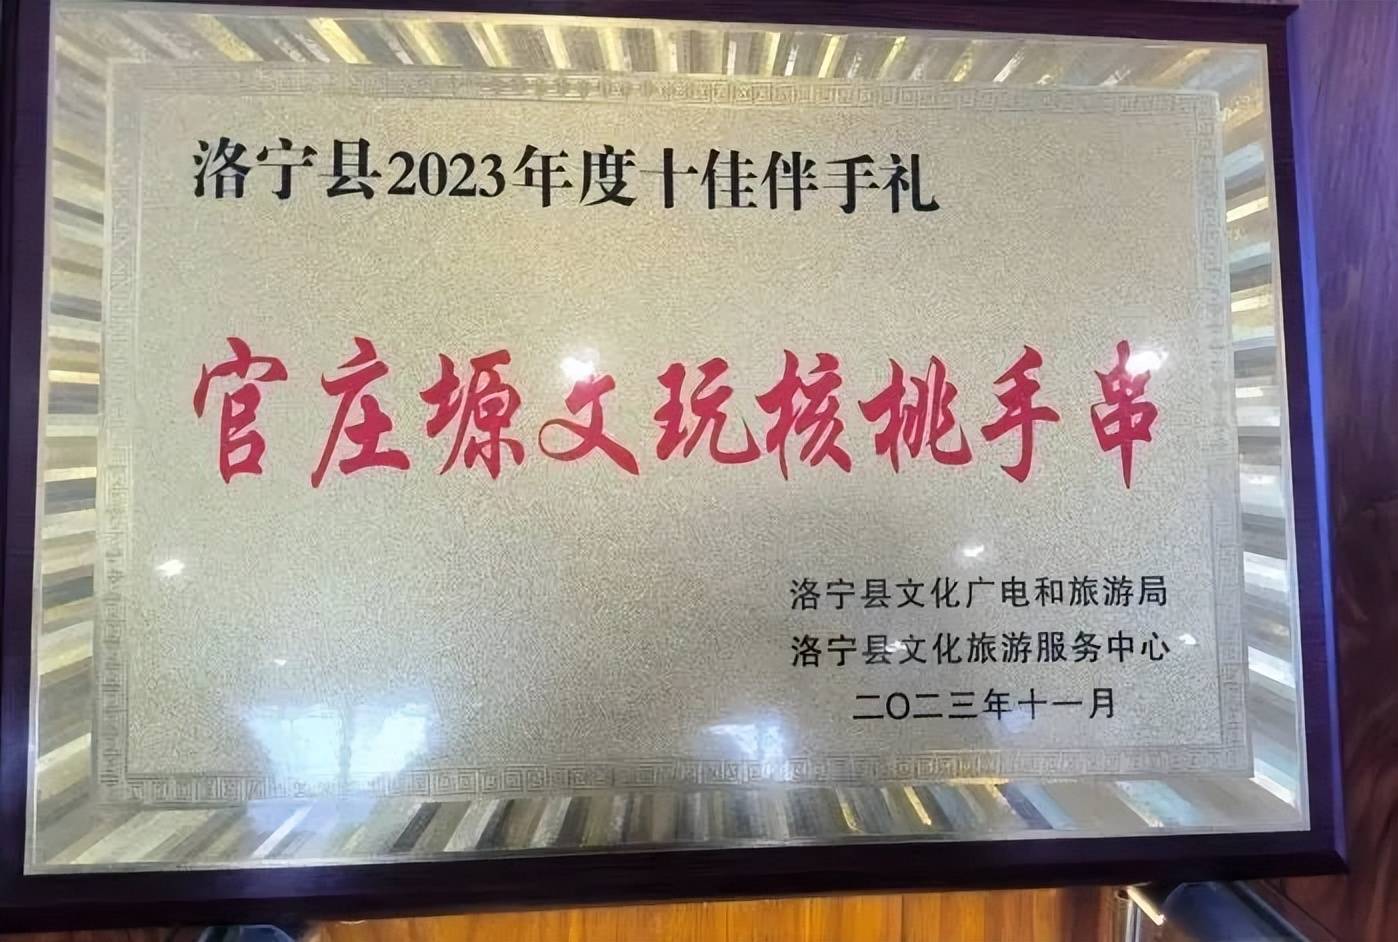 洛宁县2023年度十佳伴手礼
官庄塬文玩核桃手串
洛宁县文化广电和旅游局
洛宁县文化旅游服务中心
二〇二三年十一月